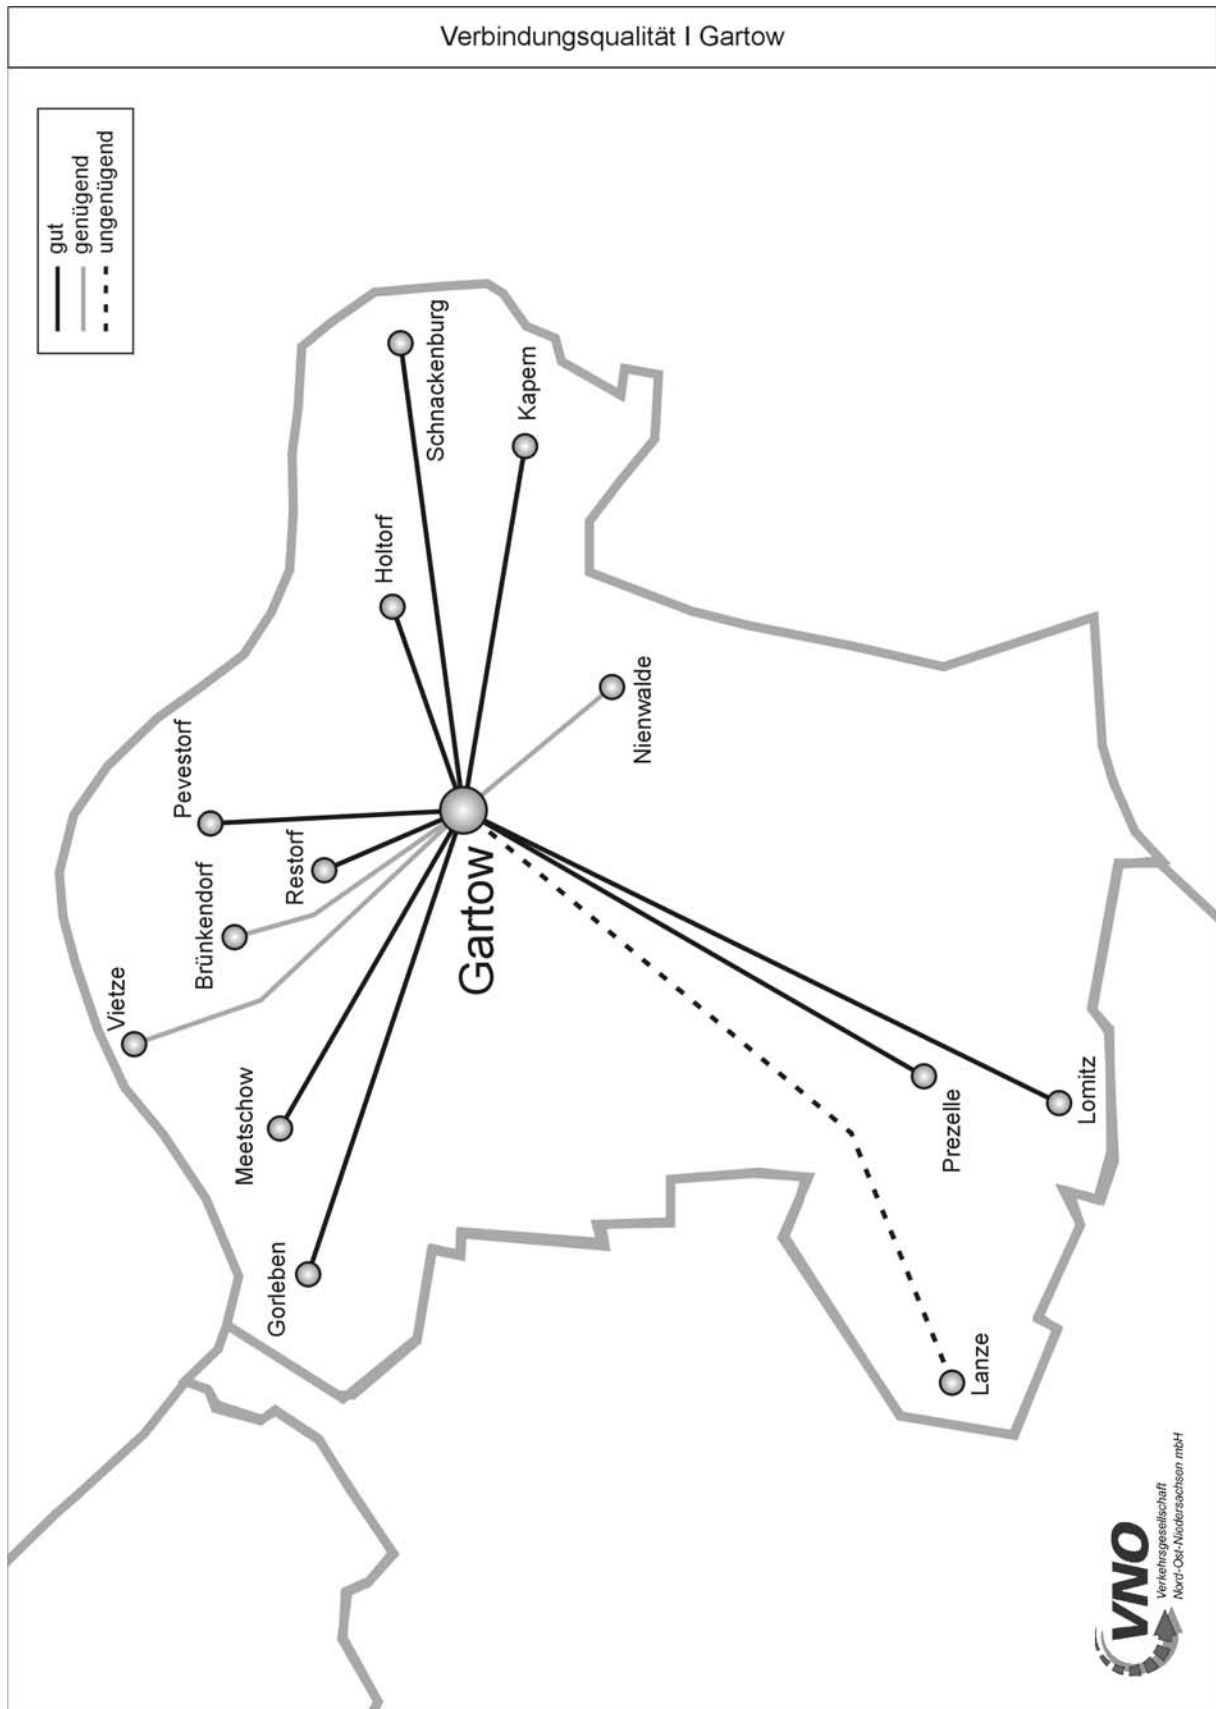 Verbindungsqualität I Gartow
gut
genügend
ungenügend
Schnackenburg
Kapern
Holtorf
Nienwalde
Pevestorf
Restorf
Brünkendorf
Vietze
Gartow
Meetschow
Gorleben
Prezelle
Lomitz
Lanze
VNO
Verkehrsgesellschaft
Nord-Ost-Niedersachsen mbH